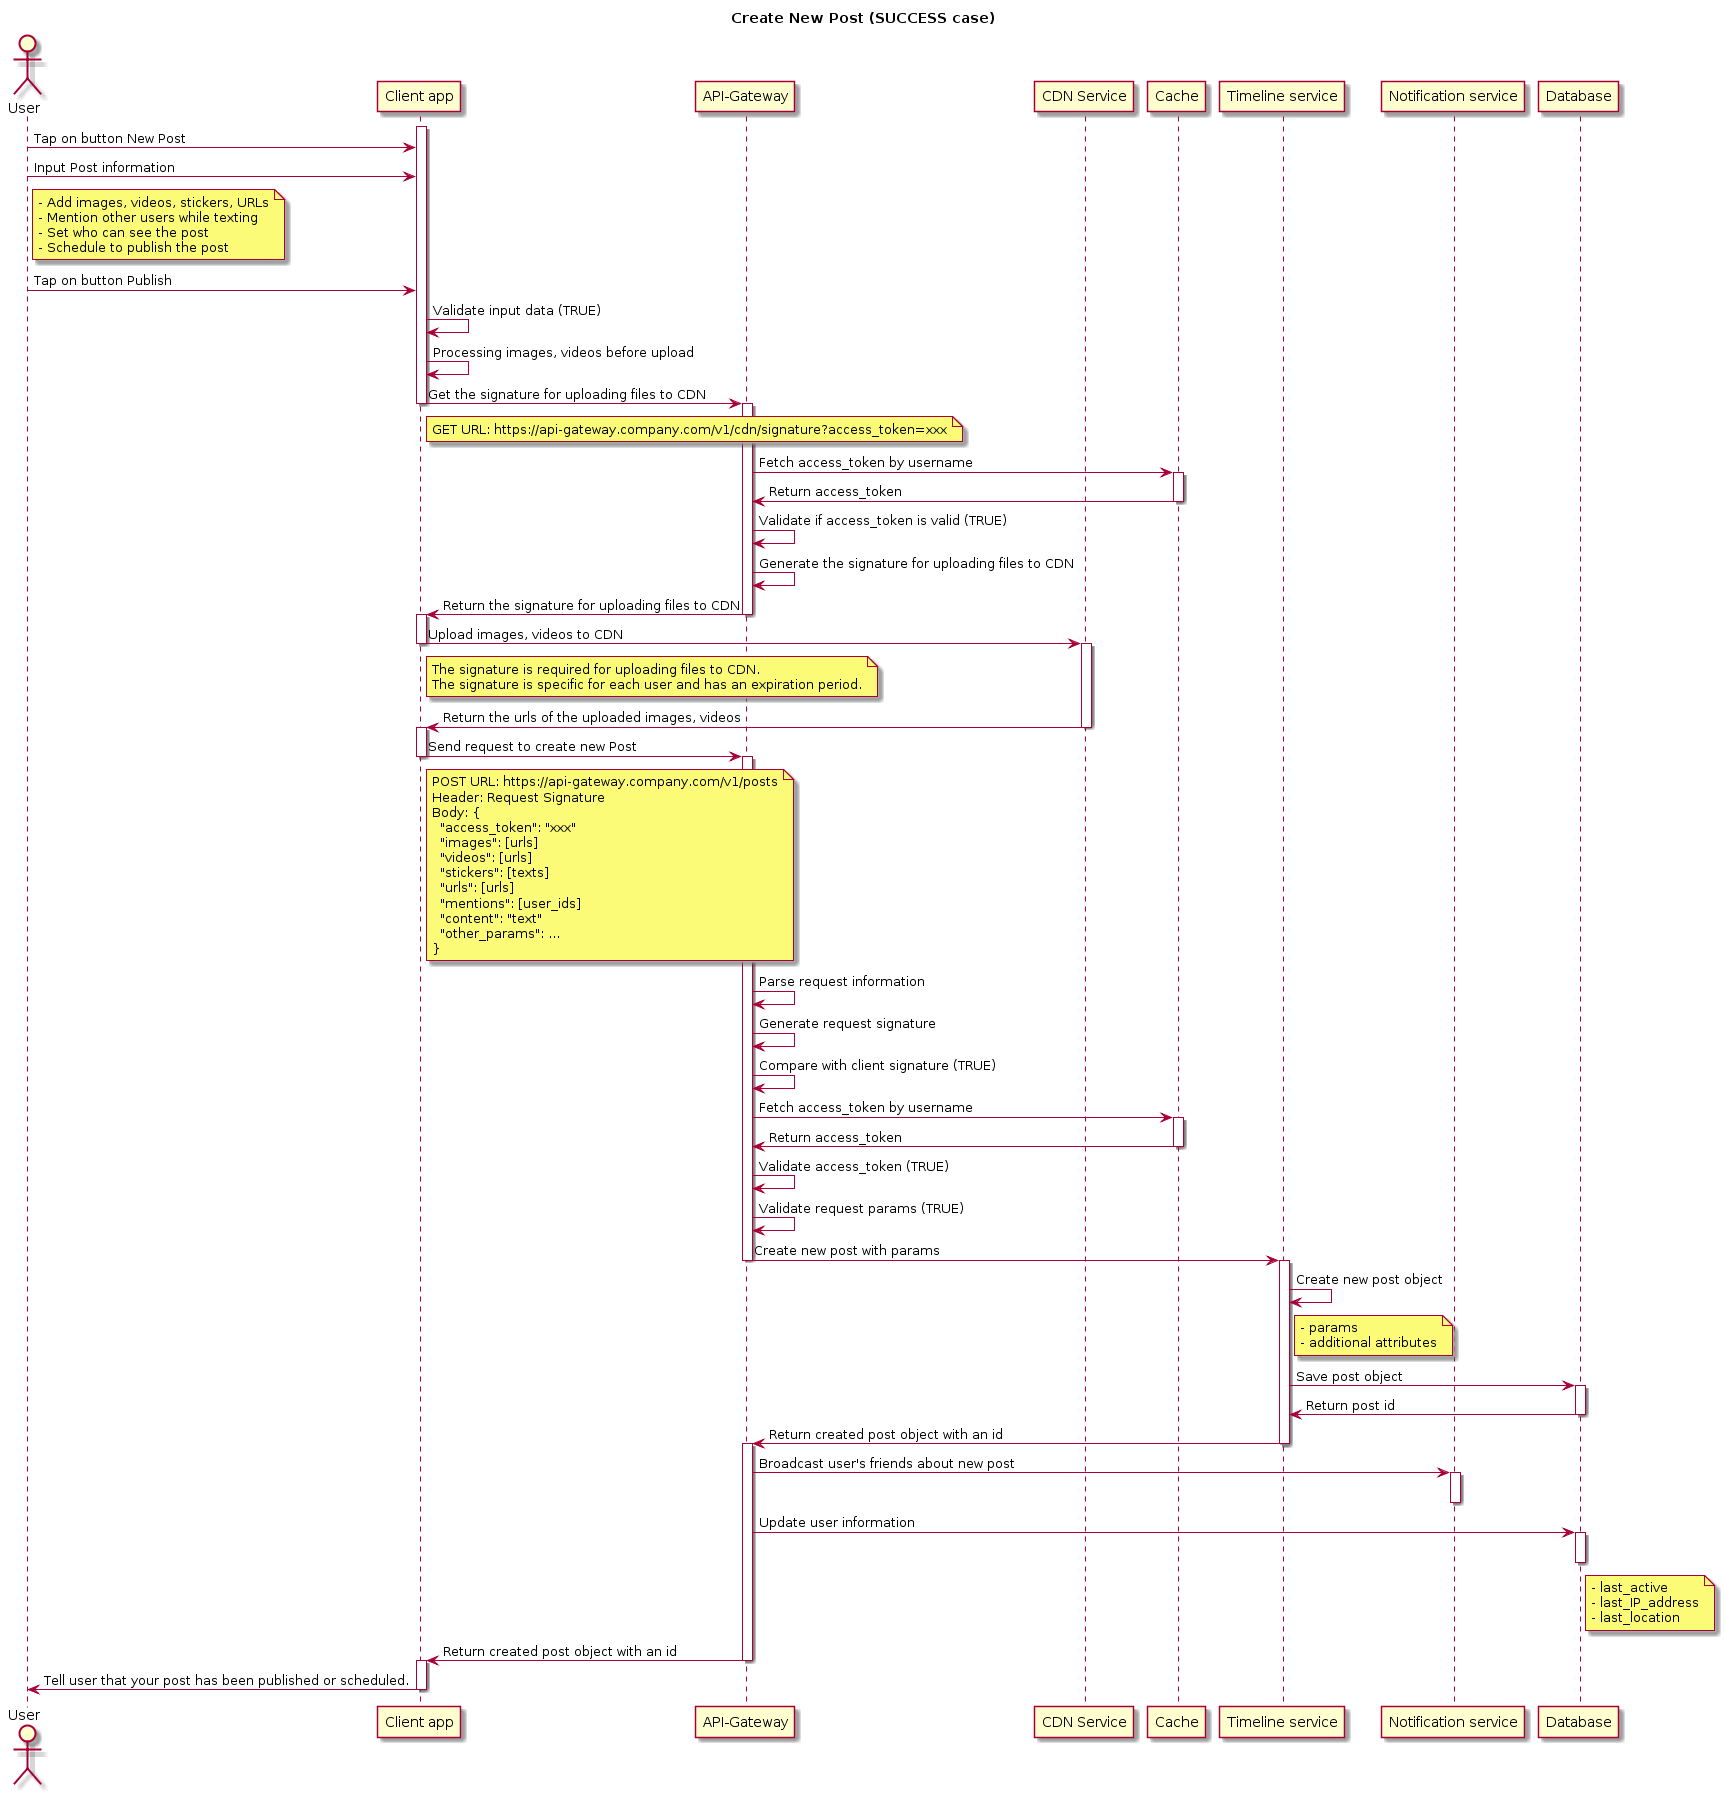 Create New Post (SUCCESS case)
User
Client app
API-Gateway
CDN Service
Cache
Timeline service
Notification service
Database
Tap on button New Post
Input Post information
- Add images, videos, stickers, URLs
- Mention other users while texting
- Set who can see the post
- Schedule to publish the post
Tap on button Publish
Validate input data (TRUE)
Processing images, videos before upload
Get the signature for uploading files to CDN
GET URL: https://api-gateway.company.com/v1/cdn/signature?access_token=xxx
Fetch access_token by username
Return access_token
Validate if access_token is valid (TRUE)
Generate the signature for uploading files to CDN
Return the signature for uploading files to CDN
Upload images, videos to CDN
The signature is required for uploading files to CDN.
The signature is specific for each user and has an expiration period.
Return the urls of the uploaded images, videos
Send request to create new Post
POST URL: https://api-gateway.company.com/v1/posts
Header: Request Signature
Body: {
"access_token": "xxx"
"images": [urls]
"videos": [urls]
"stickers": [texts]
"urls": [urls]
"mentions": [user_ids]
"content": "text"
"other_params": ...
}
Parse request information
Generate request signature
Compare with client signature (TRUE)
Fetch access_token by username
Return access_token
Validate access_token (TRUE)
Validate request params (TRUE)
Create new post with params
Create new post object
- params
- additional attributes
Save post object
Return post id
Return created post object with an id
Broadcast user's friends about new post
Update user information
- last_active
- last_IP_address
- last_location
Return created post object with an id
Tell user that your post has been published or scheduled.
User
Client app
API-Gateway
CDN Service
Cache
Timeline service
Notification service
Database